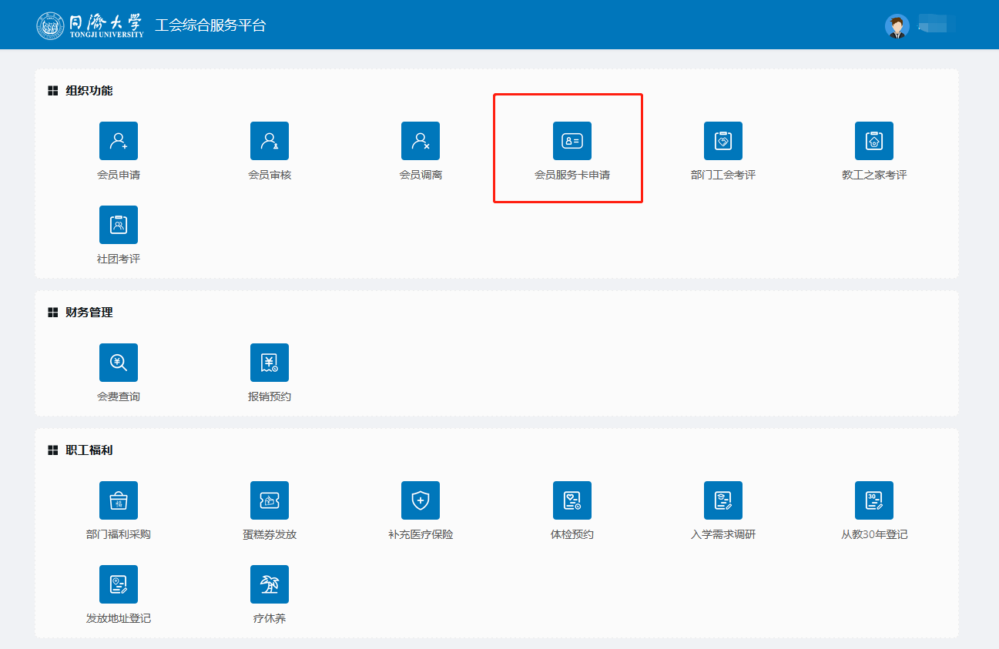 同濟大学
TONGJI UNIVERSITY
工会综合服务平台
组织功能
会员申请
会员审核
会员调离
会员服务卡申请
部门工会考评
教工之家考评
社团考评
财务管理
会费查询
报销预约
职工福利
福
30
部门福利采购
蛋糕券发放
补充医疗保险
体检预约
入学需求调研
从教30年登记
发放地址登记
疗休养